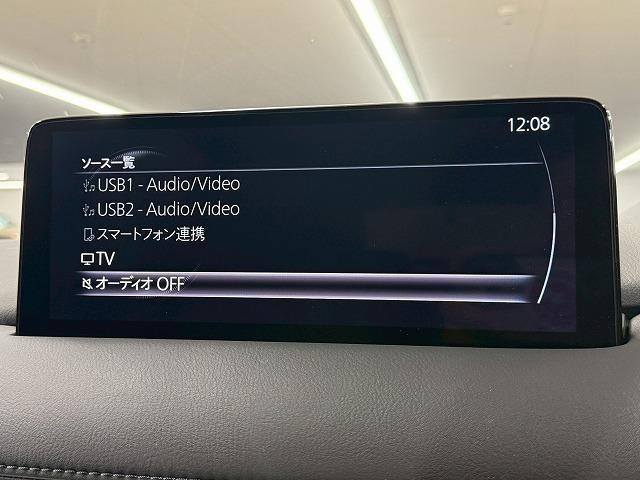 12:08
ソース一覧
USB1 - Audio/Video
USB2 - Audio/Video
スマートフォン連携
TV
オーディオ OFF